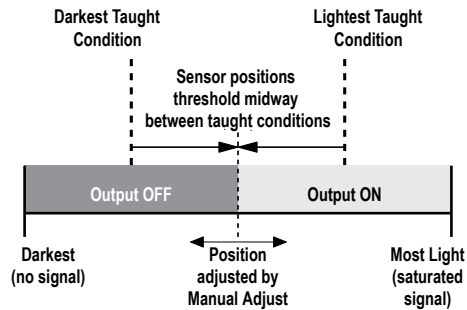 Darkest Taught
Condition
Lightest Taught
Condition
Sensor positions
threshold midway
between taught conditions
Output OFF
Output ON
Darkest
(no signal)
Position
adjusted by
Manual Adjust
Most Light
(saturated
signal)